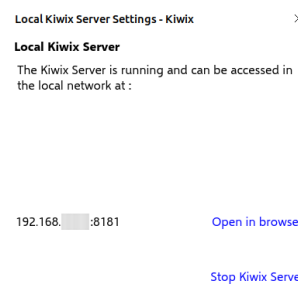 Local Kiwix Server Settings - Kiwix
Local Kiwix Server
The Kiwix Server is running and can be accessed in
the local network at :
192.168. :8181 Open in browse
Stop Kiwix Serve